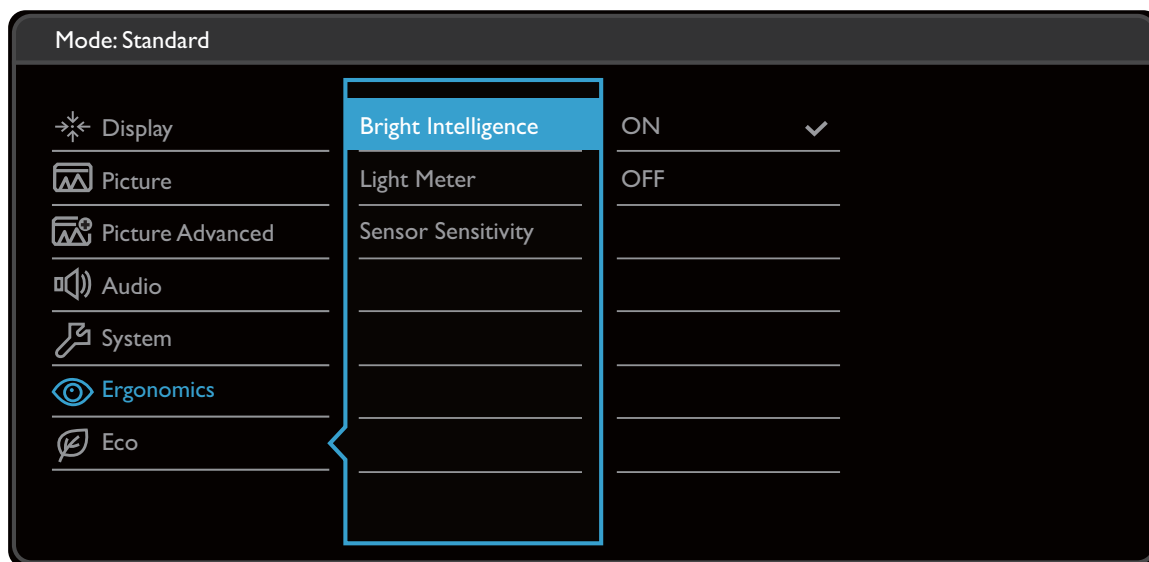 Mode: Standard
Display
Picture
Picture Advanced
Audio
System
Ergonomics
Eco
Bright Intelligence
Light Meter
Sensor Sensitivity
ON
OFF